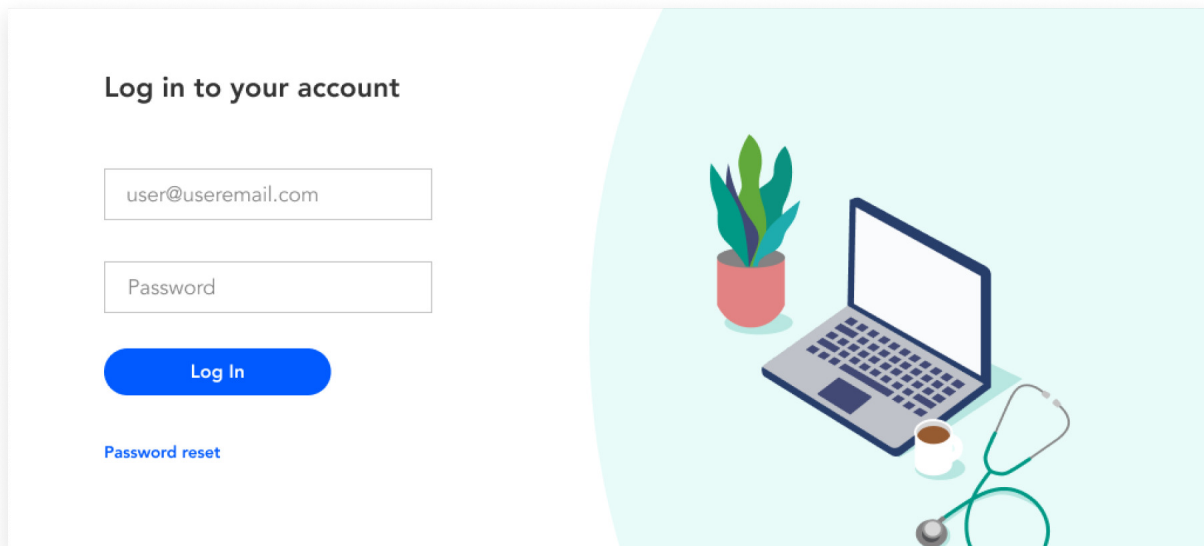 Log in to your account
user@useremail.com
Password
Log In
Password reset